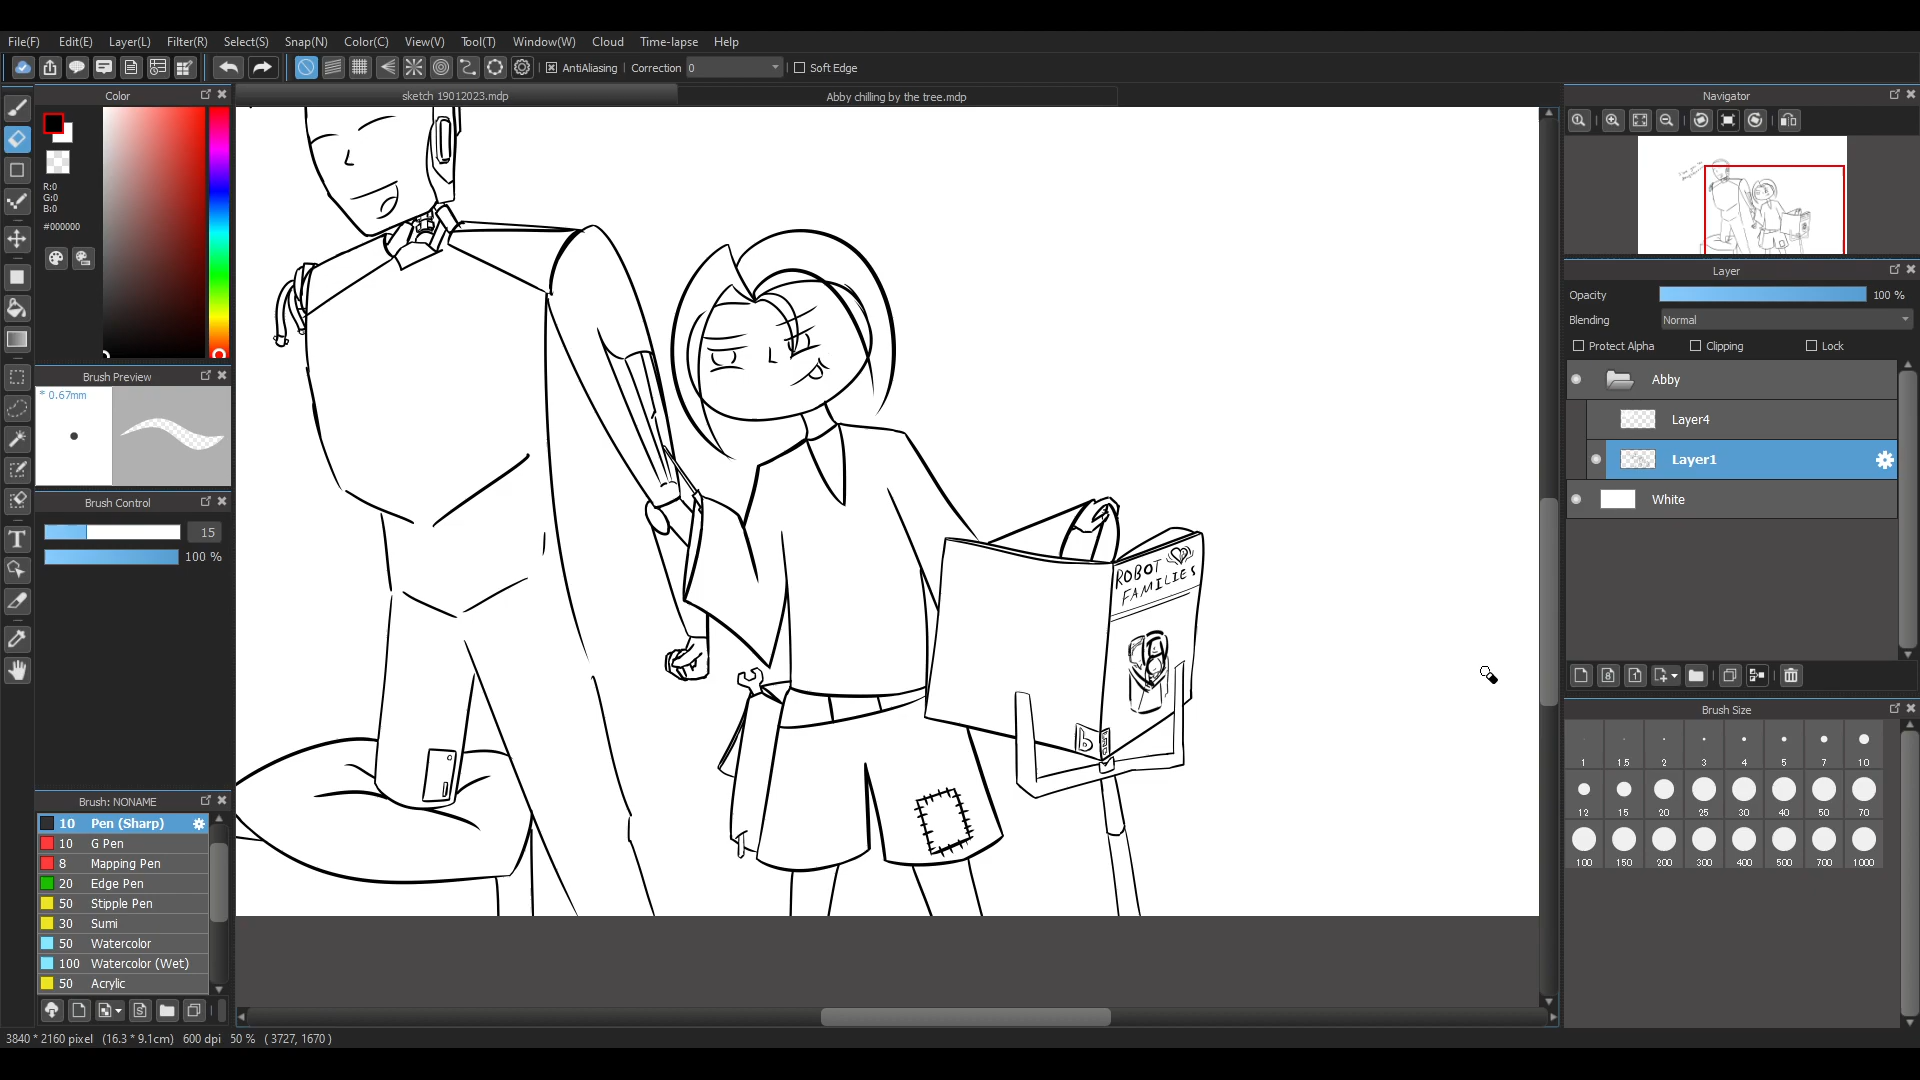 File(F) Edit(E) Layer(L) Filter(R) Select(S) Snap(N) Color(C) View(V) Tool(T) Window(W) Cloud Time-lapse Help
AntiAliasing Correction 0 Soft Edge
Color
sketch 19012023.mdp
Abby chilling by the tree.mdp
R:0
G:0
B:0
#000000
Brush Preview
* 0.67mm
Brush Control
15
100 %
Brush: NONAME
10 Pen (Sharp)
10 G Pen
8 Mapping Pen
20 Edge Pen
50 Stipple Pen
30 Sumi
50 Watercolor
100 Watercolor (Wet)
50 Acrylic
ROBOT
FAMILIES
Navigator
Layer
Opacity 100 %
Blending Normal
Protect Alpha Clipping Lock
Abby
Layer4
Layer1
White
Brush Size
1 1.5 2 3 4 5 7 10
12 15 20 25 30 40 50 70
100 150 200 300 400 500 700 1000
3840 * 2160 pixel (16.3 * 9.1cm) 600 dpi 50 % ( 3727, 1670 )